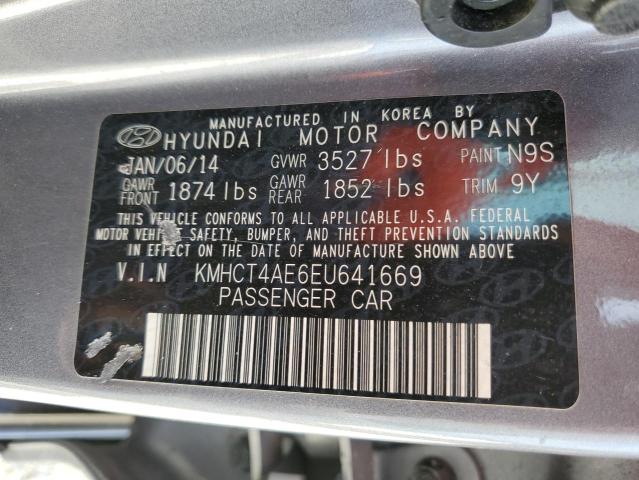 MANUFACTURED IN KOREA BY
HYUNDAI MOTOR COMPANY
JAN/06/14 GVWR 3527 lbs PAINT N9S
GAWR FRONT 1874 lbs GAWR REAR 1852 lbs TRIM 9Y
THIS VEHICLE CONFORMS TO ALL APPLICABLE U.S.A. FEDERAL
MOTOR VEHICLE SAFETY, BUMPER, AND THEFT PREVENTION STANDARDS
IN EFFECT ON THE DATE OF MANUFACTURE SHOWN ABOVE.
V.I.N KMHCT4AE6EU641669
PASSENGER CAR